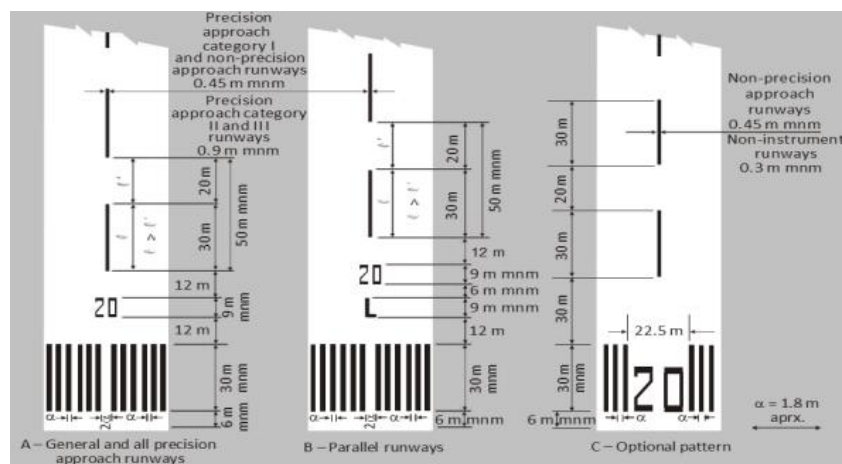 Precision
approach
category I
and non-precision
approach runways
0.45 m mnm
Precision
approach category
II and III
runways
0.9 m mnm
ℓ'
20 m
ℓ
ℓ > ℓ'
30 m
50 m mnm
12 m
20
9 m
mnm
12 m
30 m
mnm
α
α
2α
6 m
mnm
A – General and all precision
approach runways
ℓ'
20 m
ℓ
ℓ > ℓ'
30 m
50 m mnm
12 m
20
9 m mnm
6 m mnm
L
9 m mnm
12 m
30 m
mnm
α
α
2α
6 m mnm
B – Parallel runways
Non-precision
approach
runways
0.45 m mnm
Non-instrument
runways
0.3 m
30 m
20 m
30 m
30 m
22.5 m
20
30 m
α
α
6 m mnm
α = 1.8 m
aprx.
C – Optional pattern